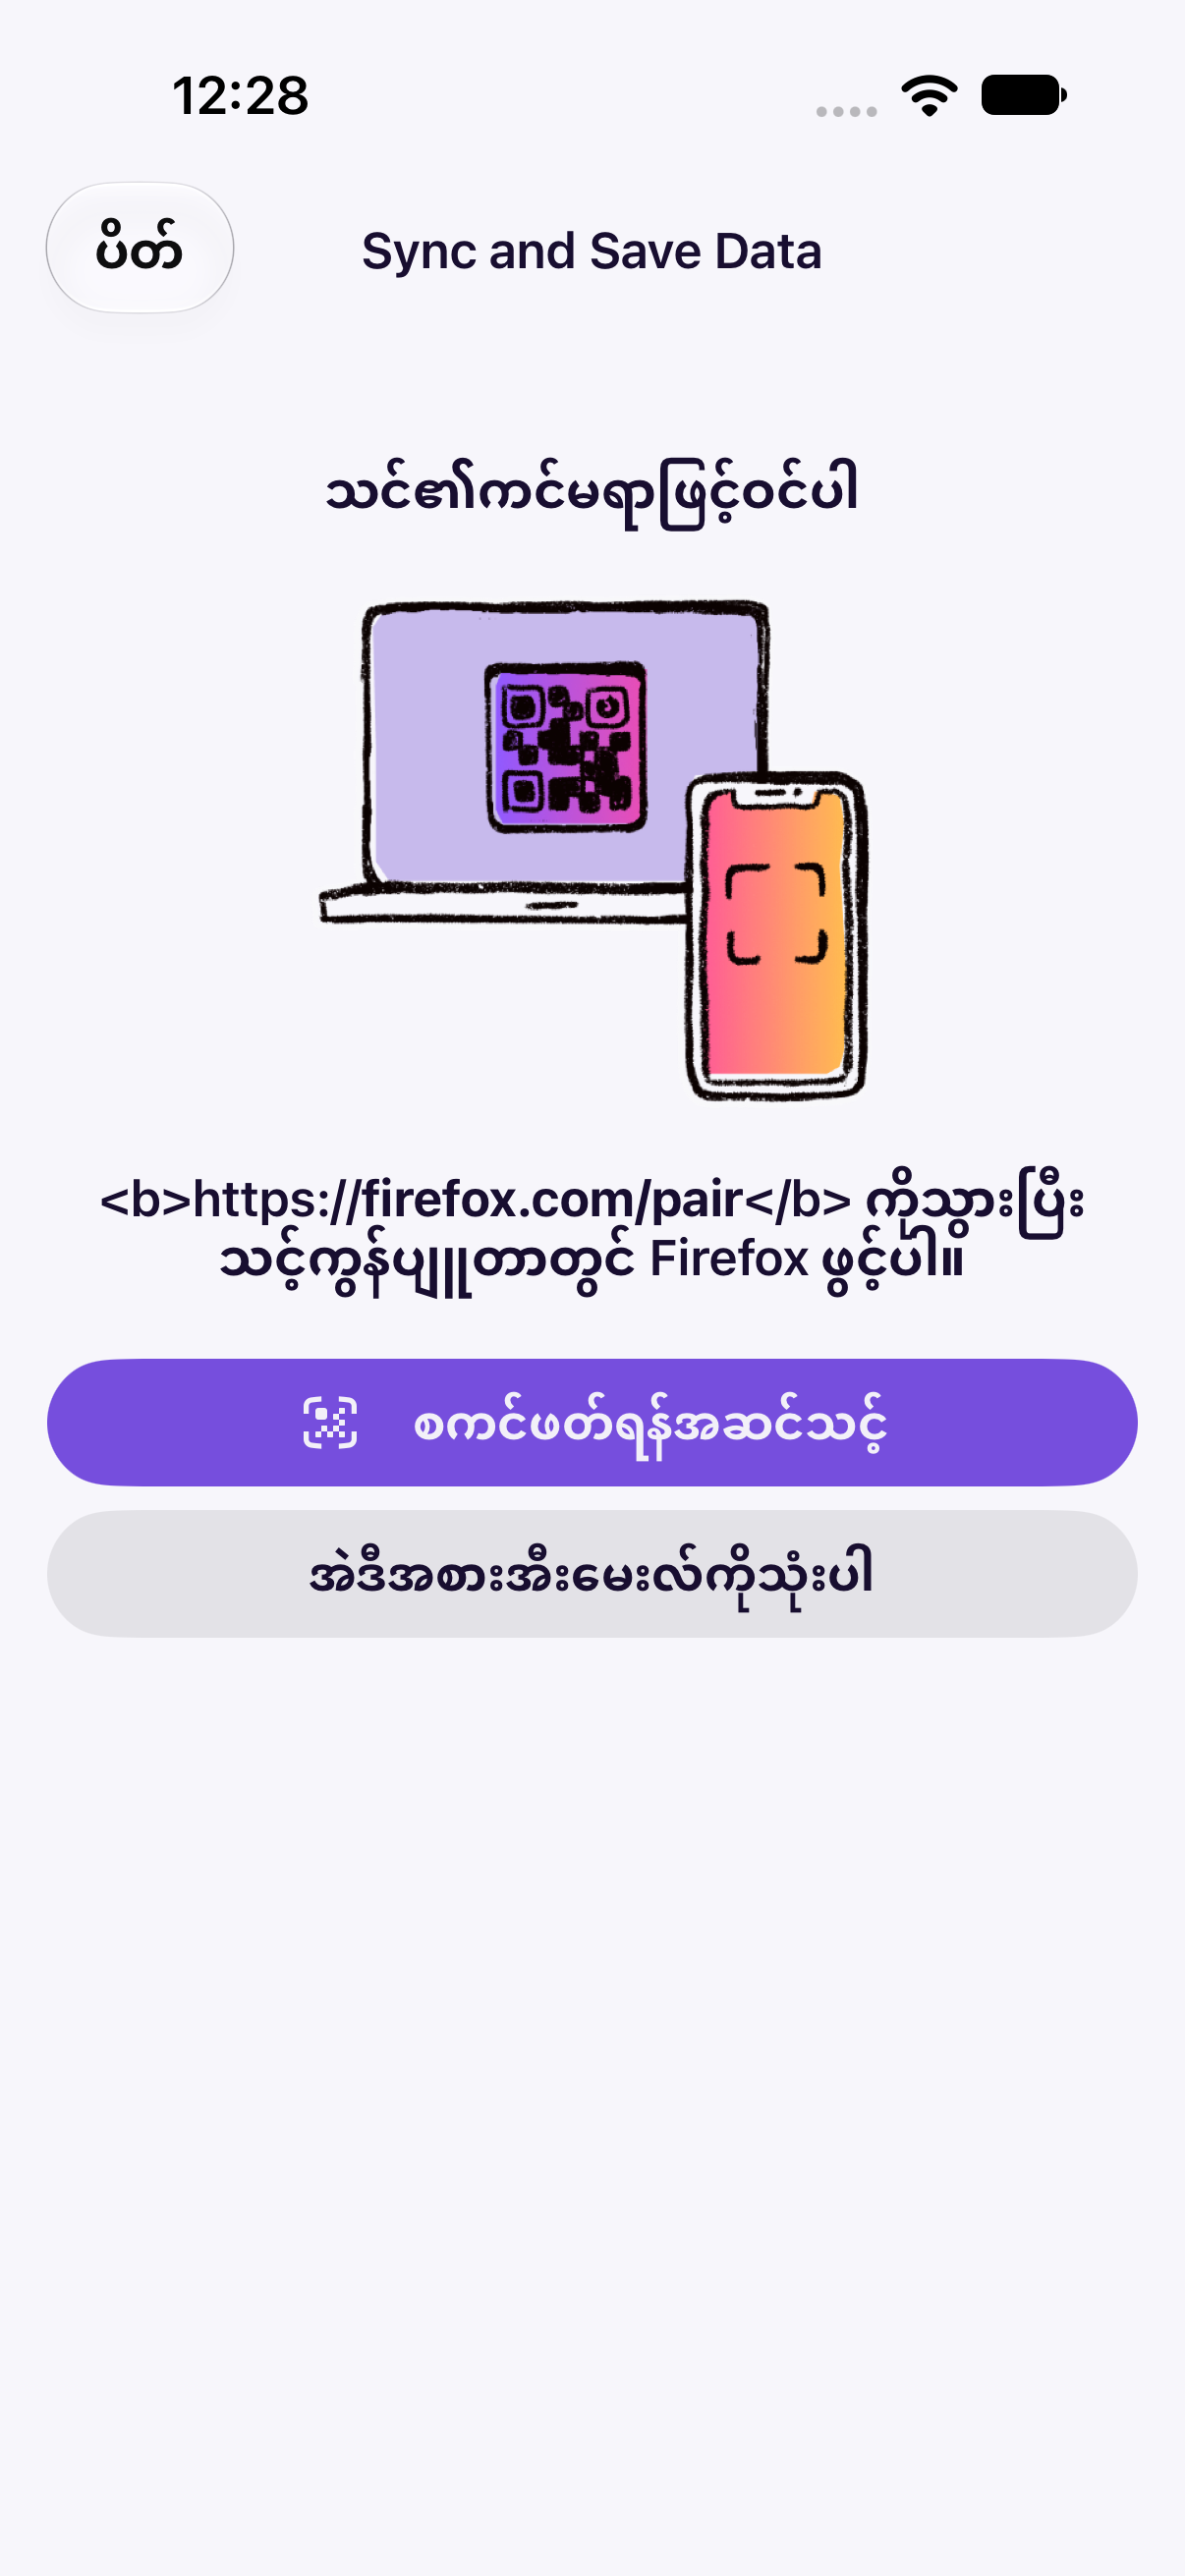 12:28
ပိတ်
Sync and Save Data
သင်၏ကင်မရာဖြင့်ဝင်ပါ
<b>https://firefox.com/pair</b> ကိုသွားပြီး
သင့်ကွန်ပျူတာတွင် Firefox ဖွင့်ပါ။
စကင်ဖတ်ရန်အဆင်သင့်
အဲဒီအစားအီးမေးလ်ကိုသုံးပါ